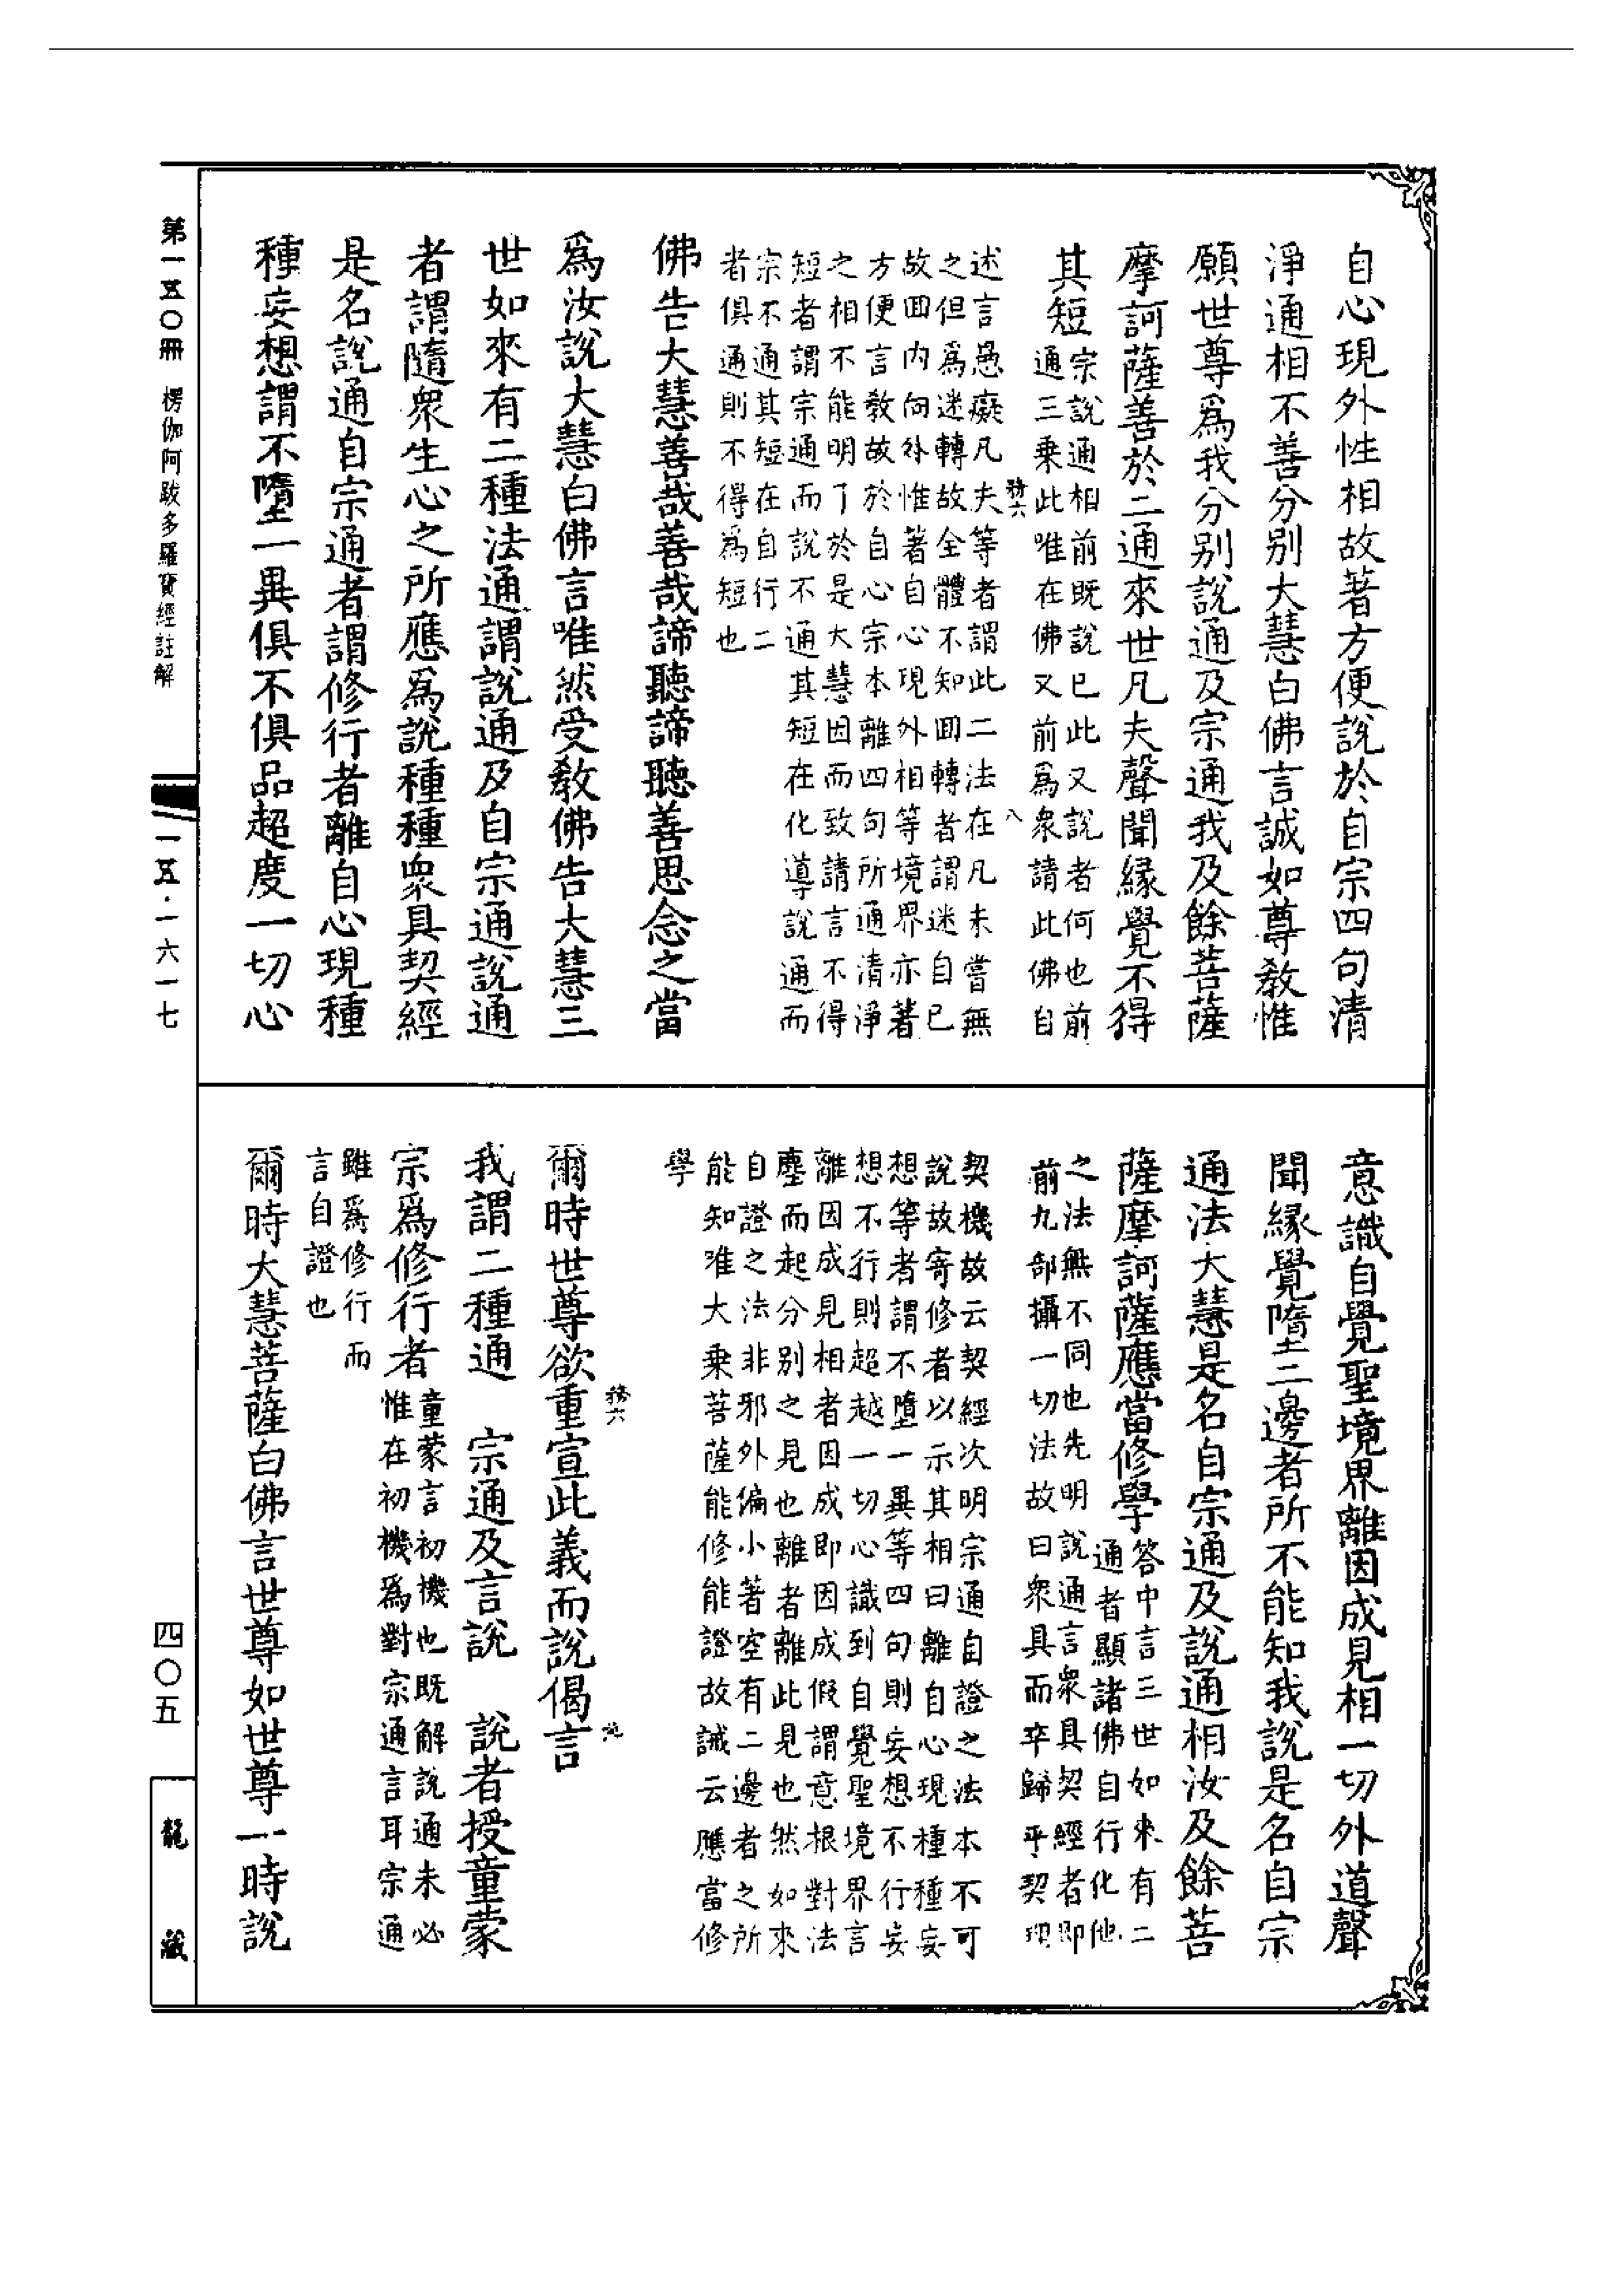 自心現外性相故著方便說於自宗四句清
淨通相不善分別大慧白佛言誠如尊敎惟
願世尊爲我分別說通及宗通我及餘菩薩
摩訶薩善於二通來世凡夫聲聞緣覺不得
其短
宗說通相前既說已此又說者何也前
通三乘此唯在佛又前爲衆請此佛自
述言愚癡凡夫等者謂此二法在凡未嘗無
之但爲迷轉故全體不知回轉者謂迷自已
故回内向外惟著自心現外相等境界亦著
方便言敎故於自心宗本離四句所通清淨
之相不能明了於是大慧因而致請言不得
短者謂宗通而說不通其短在化導說通而
宗不通其短在自行二
者俱通則不得爲短也
務六
八
佛告大慧善哉善哉諦聽諦聽善思念之當
爲汝說大慧白佛言唯然受敎佛告大慧三
世如來有二種法通謂說通及自宗通說通
者謂隨衆生心之所應爲說種種衆具契經
是名說通自宗通者謂修行者離自心現種
種妄想謂不墮一異俱不俱品超度一切心
意識自覺聖境界離因成見相一切外道聲
聞緣覺墮二邊者所不能知我說是名自宗
通法大慧是名自宗通及說通相汝及餘菩
薩摩訶薩應當修學
答中言三世如來有二
通者顯諸佛自行化他
之法無不同也先明說通言衆具契經者即
前九部攝一切法故曰衆具而卒歸乎契理
契機故云契經次明宗通自證之法本不可
說故寄修者以示其相曰離自心現種種妄
想等者謂不墮一異等四句則妄想不行妄
想不行則超越一切心識到自覺聖境界言
離因成見相者因成即因成假謂意根對法
塵而起分別之見也離者離此見也然如來
自證之法非邪外偏小著空有二邊者之所
能知唯大乘菩薩能修能證故誡云應當修
學
爾時世尊欲重宣此義而說偈言
務六
我謂二種通　宗通及言說　說者授童蒙
宗爲修行者
童蒙言初機也既解說通未必
惟在初機爲對宗通言耳宗通
雖爲修行而
言自證也
爾時大慧菩薩白佛言世尊如世尊一時說
第一五〇冊　楞伽阿跋多羅寶經註解
一五·一六一七
四〇五
龍藏